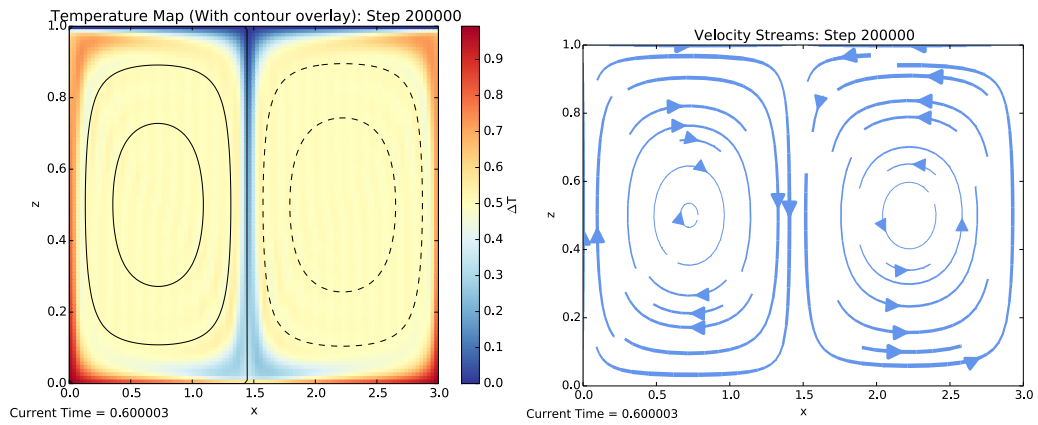 Temperature Map (With contour overlay): Step 200000
1.0
0.8
0.6
0.4
0.2
0.0
z
0.0 0.5 1.0 1.5 2.0 2.5 3.0
x
Current Time = 0.600003
0.9
0.8
0.7
0.6
0.5
0.4
0.3
0.2
0.1
0.0
ΔT
Velocity Streams: Step 200000
1.0
0.8
0.6
0.4
0.2
0.0
z
0.0 0.5 1.0 1.5 2.0 2.5 3.0
x
Current Time = 0.600003